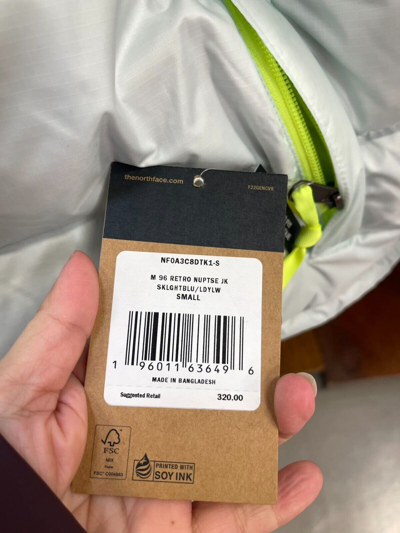 thenorthface.com
NF0A3C8DTK1-S
M 96 RETRO NUPTSE JK
SKLGHTBLU/LDYLW
SMALL
1 96011 63649 6
MADE IN BANGLADESH
Suggested Retail 320.00
FSC
MIX
PRINTED WITH
SOY INK